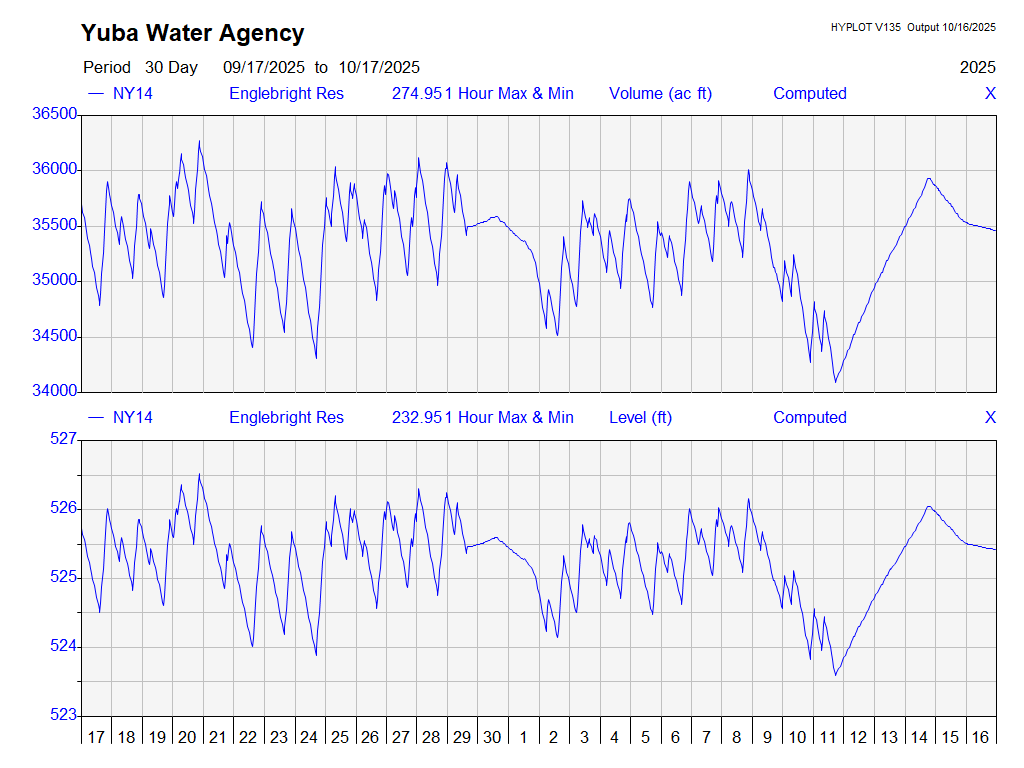 Yuba Water Agency
HYPLOT V135 Output 10/16/2025
Period 30 Day 09/17/2025 to 10/17/2025
2025
NY14 Englebright Res 274.951 Hour Max & Min Volume (ac ft) Computed X
36500
36000
35500
35000
34500
34000
NY14 Englebright Res 232.951 Hour Max & Min Level (ft) Computed X
527
526
525
524
523
17 18 19 20 21 22 23 24 25 26 27 28 29 30 1 2 3 4 5 6 7 8 9 10 11 12 13 14 15 16